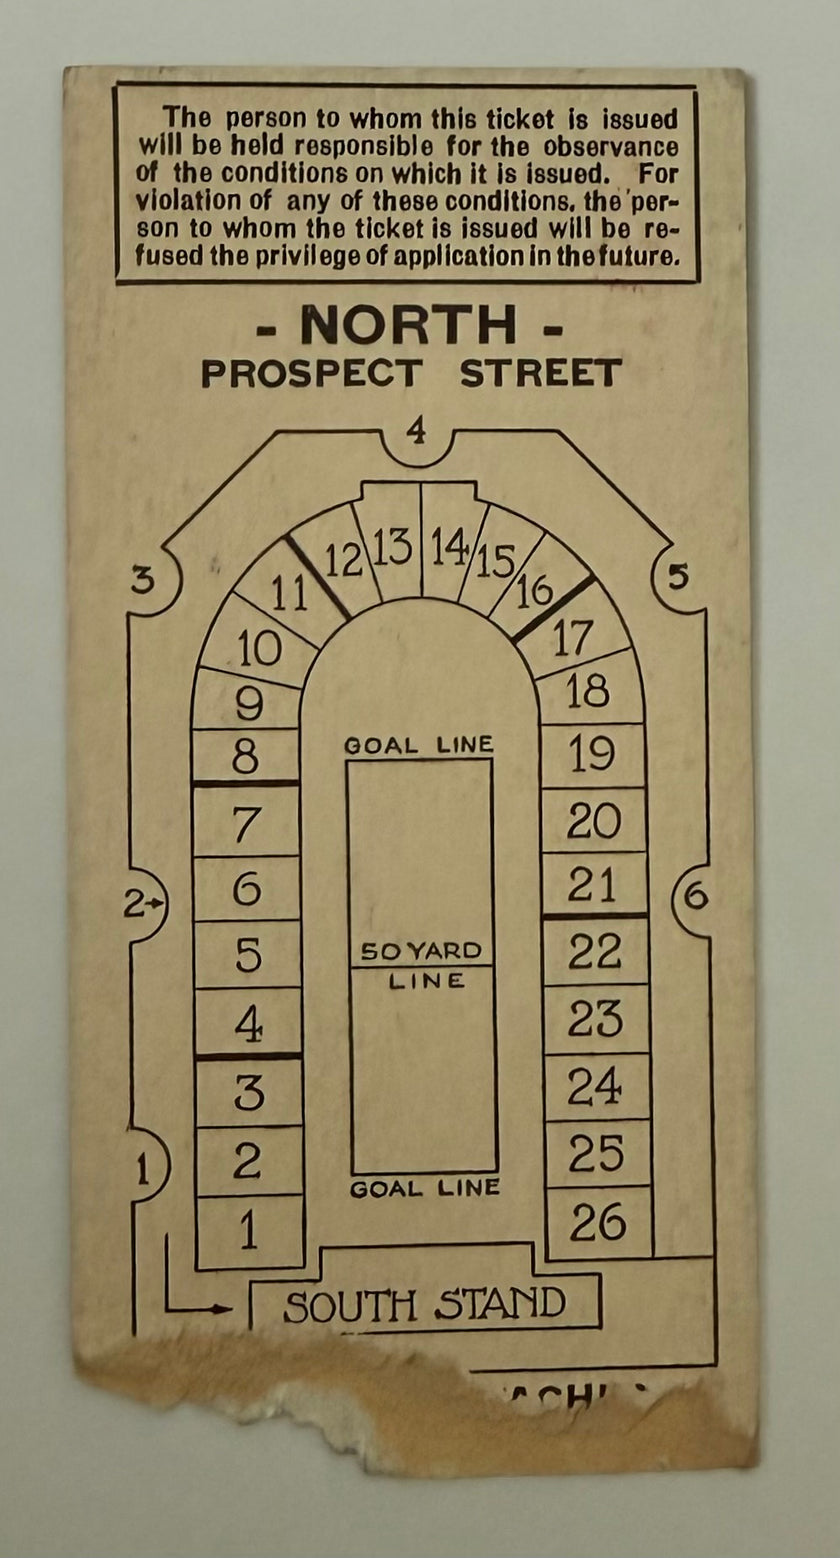 The person to whom this ticket is issued
will be held responsible for the observance
of the conditions on which it is issued. For
violation of any of these conditions, the per-
son to whom the ticket is issued will be re-
fused the privilege of application in the future.
- NORTH -
PROSPECT STREET
4
3
5
13 14
12 15
11 16
10 17
9 18
8 19
GOAL LINE
7 20
2 6 21 6
5 50 YARD 22
LINE
4 23
3 24
1 2 25
GOAL LINE
1 26
SOUTH STAND